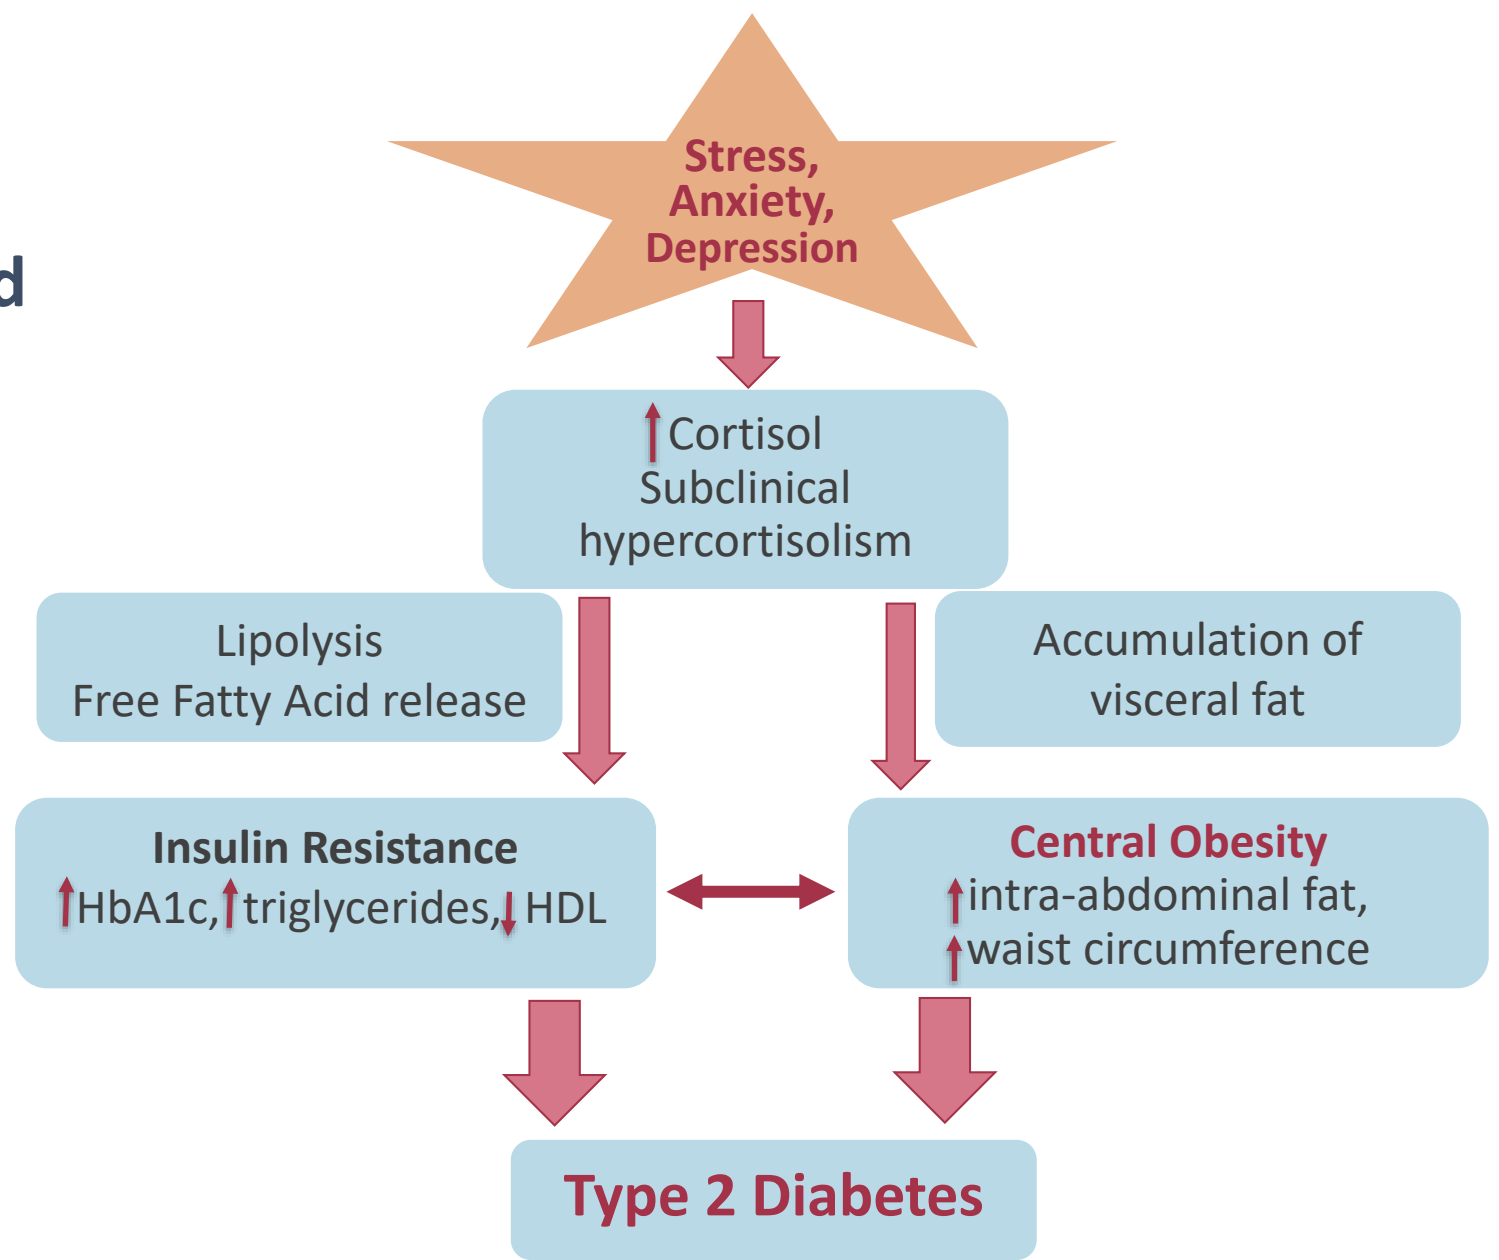 Stress,
Anxiety,
Depression
d
↑Cortisol
Subclinical
hypercortisolism
Lipolysis
Free Fatty Acid release
Accumulation of
visceral fat
Insulin Resistance
↑HbA1c,↑triglycerides,↓ HDL
Central Obesity
↑intra-abdominal fat,
↑waist circumference
Type 2 Diabetes